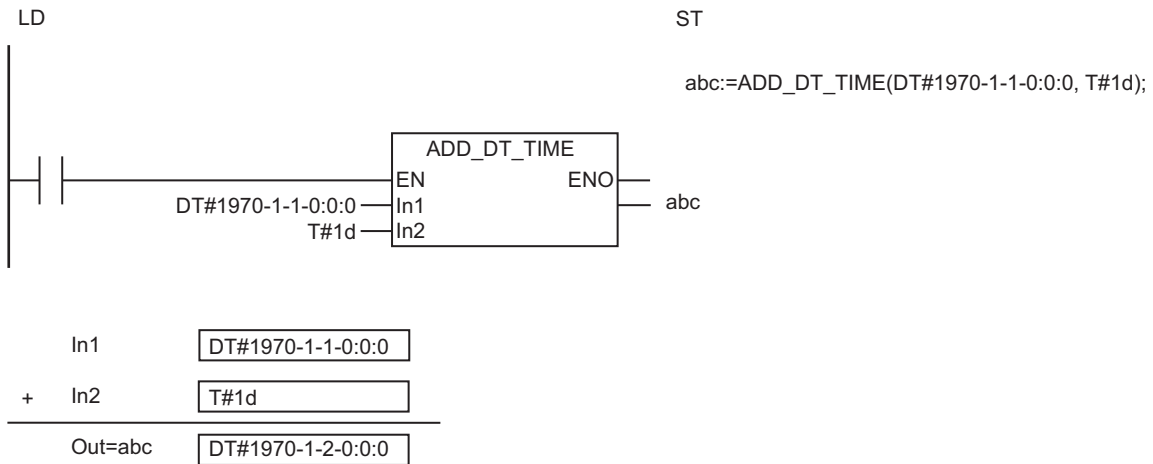 LD
ST
abc:=ADD_DT_TIME(DT#1970-1-1-0:0:0, T#1d);
ADD_DT_TIME
EN ENO
DT#1970-1-1-0:0:0 In1 abc
T#1d In2
In1 DT#1970-1-1-0:0:0
+ In2 T#1d
Out=abc DT#1970-1-2-0:0:0